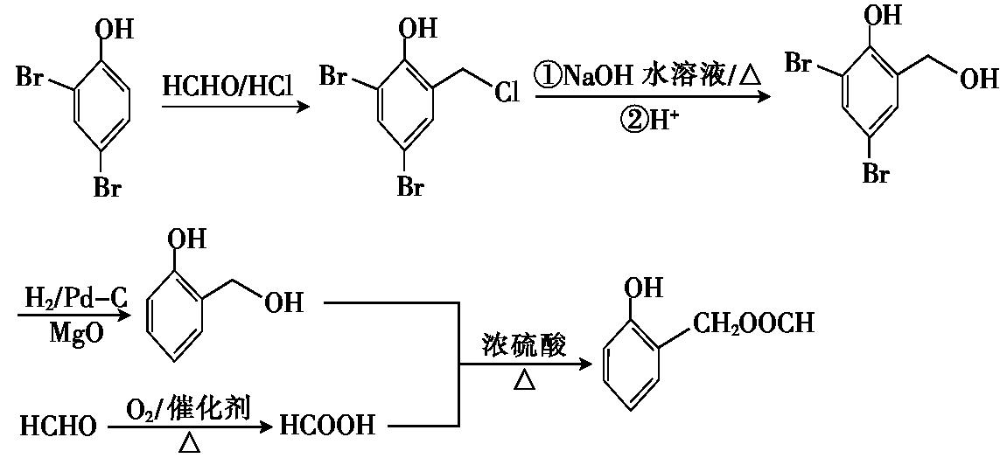 OH
Br
Br
HCHO/HCl
OH
Br
Cl
Br
①NaOH 水溶液/△
②H⁺
OH
Br
OH
Br
H₂/Pd−C
MgO
OH
OH
HCHO
O₂/催化剂
△
HCOOH
浓硫酸
△
OH
CH₂OOCH